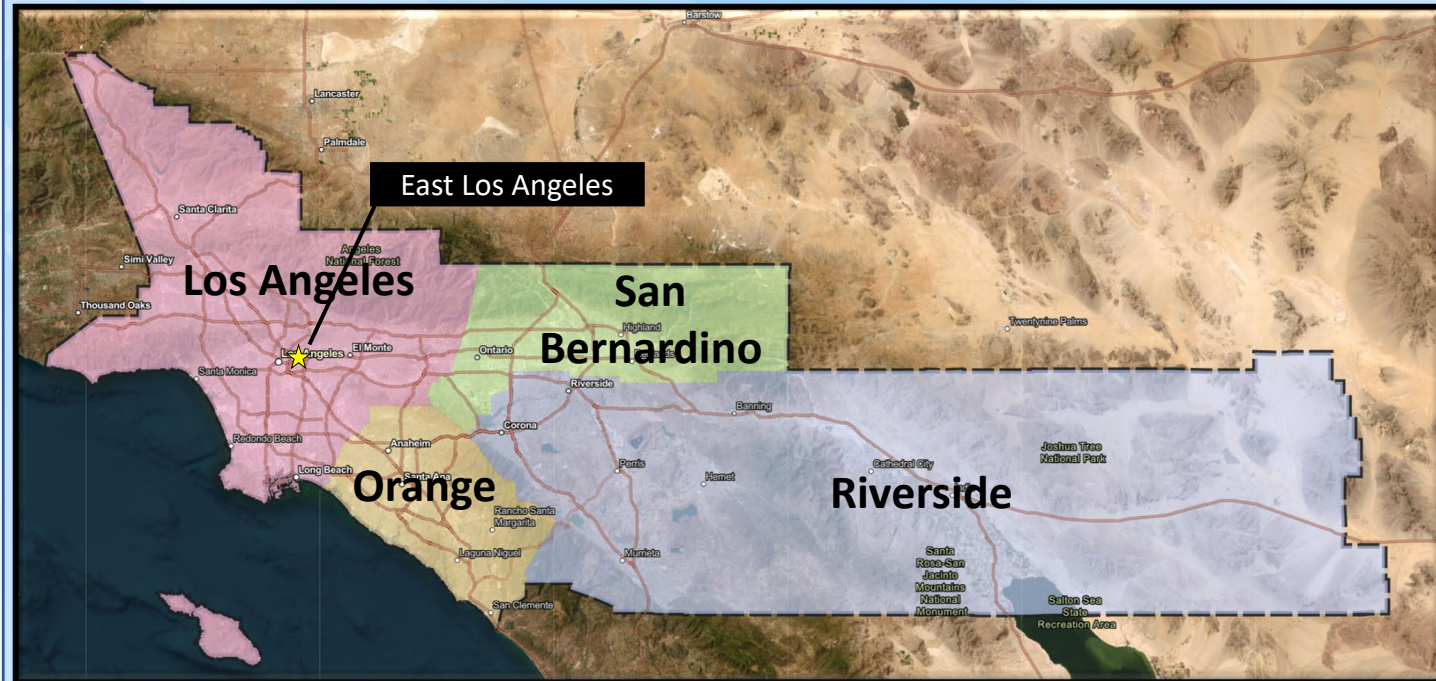 Barstow
Lancaster
Palmdale
East Los Angeles
Santa Clarita
Angeles
National Forest
Simi Valley
Los Angeles
San
Bernardino
Thousand Oaks
Highland
Twentynine Palms
Los Angeles
El Monte
Ontario
Santa Monica
Riverside
Banning
Corona
Redondo Beach
Anaheim
Joshua Tree
National Park
Long Beach
Santa Ana
Perris
Hemet
Cathedral City
Orange
Riverside
Rancho Santa
Margarita
Laguna Niguel
Murrieta
Santa
Rosa-San
Jacinto
Mountains
National
Monument
San Clemente
Salton Sea
State
Recreation Area